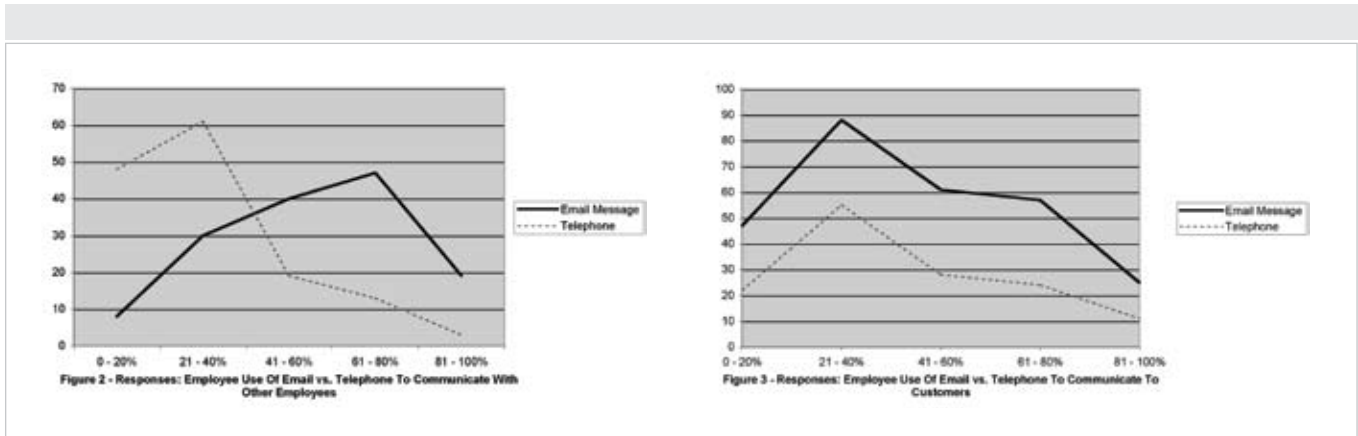 70
60
50
40
30
20
10
0
0 - 20%
21 - 40%
41 - 60%
61 - 80%
81 - 100%
Email Message
Telephone
Figure 2 - Responses: Employee Use Of Email vs. Telephone To Communicate With
Other Employees
100
90
80
70
60
50
40
30
20
10
0
0 - 20%
21 - 40%
41 - 60%
61 - 80%
81 - 100%
Email Message
Telephone
Figure 3 - Responses: Employee Use Of Email vs. Telephone To Communicate To
Customers